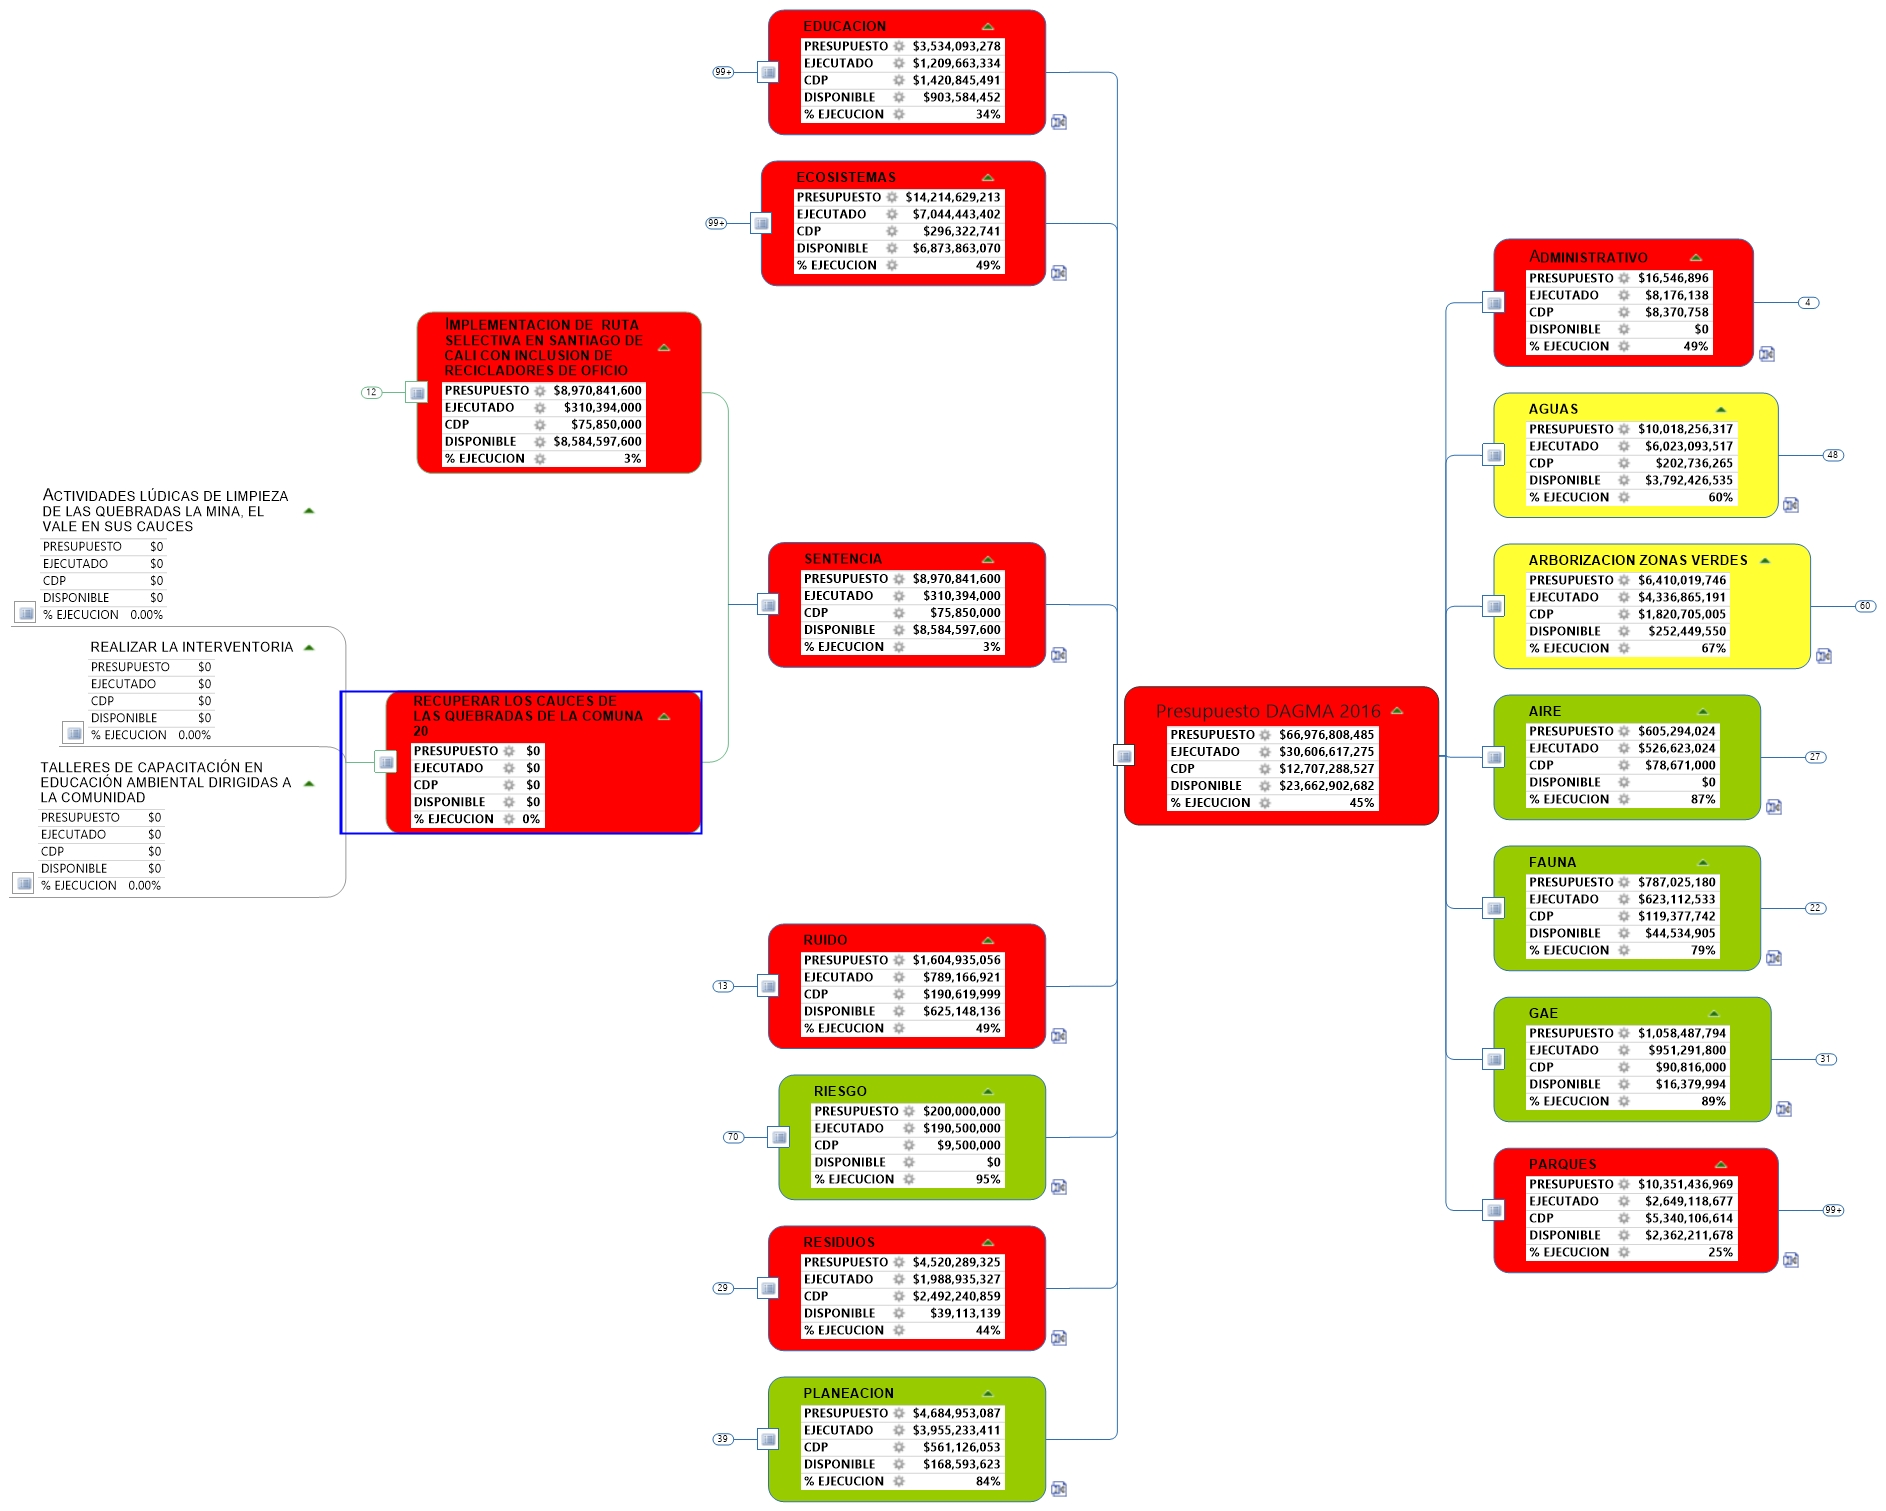 EDUCACION
PRESUPUESTO $3,534,093,278
EJECUTADO $1,209,663,334
CDP $1,420,845,491
DISPONIBLE $903,584,452
% EJECUCION 34%
99+
ECOSISTEMAS
PRESUPUESTO $14,214,629,213
EJECUTADO $7,044,443,402
CDP $296,322,741
DISPONIBLE $6,873,863,070
% EJECUCION 49%
99+
IMPLEMENTACION DE RUTA
SELECTIVA EN SANTIAGO DE
CALI CON INCLUSION DE
RECICLADORES DE OFICIO
PRESUPUESTO $8,970,841,600
EJECUTADO $310,394,000
CDP $75,850,000
DISPONIBLE $8,584,597,600
% EJECUCION 3%
12
ACTIVIDADES LÚDICAS DE LIMPIEZA
DE LAS QUEBRADAS LA MINA, EL
VALE EN SUS CAUCES
PRESUPUESTO $0
EJECUTADO $0
CDP $0
DISPONIBLE $0
% EJECUCION 0.00%
REALIZAR LA INTERVENTORIA
PRESUPUESTO $0
EJECUTADO $0
CDP $0
DISPONIBLE $0
% EJECUCION 0.00%
TALLERES DE CAPACITACIÓN EN
EDUCACIÓN AMBIENTAL DIRIGIDAS A
LA COMUNIDAD
PRESUPUESTO $0
EJECUTADO $0
CDP $0
DISPONIBLE $0
% EJECUCION 0.00%
SENTENCIA
PRESUPUESTO $8,970,841,600
EJECUTADO $310,394,000
CDP $75,850,000
DISPONIBLE $8,584,597,600
% EJECUCION 3%
RECUPERAR LOS CAUCES DE
LAS QUEBRADAS DE LA COMUNA
20
PRESUPUESTO $0
EJECUTADO $0
CDP $0
DISPONIBLE $0
% EJECUCION 0%
RUIDO
PRESUPUESTO $1,604,935,056
EJECUTADO $789,166,921
CDP $190,619,999
DISPONIBLE $625,148,136
% EJECUCION 49%
13
RIESGO
PRESUPUESTO $200,000,000
EJECUTADO $190,500,000
CDP $9,500,000
DISPONIBLE $0
% EJECUCION 95%
70
RESIDUOS
PRESUPUESTO $4,520,289,325
EJECUTADO $1,988,935,327
CDP $2,492,240,859
DISPONIBLE $39,113,139
% EJECUCION 44%
29
PLANEACION
PRESUPUESTO $4,684,953,087
EJECUTADO $3,955,233,411
CDP $561,126,053
DISPONIBLE $168,593,623
% EJECUCION 84%
39
Presupuesto DAGMA 2016
PRESUPUESTO $66,976,808,485
EJECUTADO $30,606,617,275
CDP $12,707,288,527
DISPONIBLE $23,662,902,682
% EJECUCION 45%
ADMINISTRATIVO
PRESUPUESTO $16,546,896
EJECUTADO $8,176,138
CDP $8,370,758
DISPONIBLE $0
% EJECUCION 49%
4
AGUAS
PRESUPUESTO $10,018,256,317
EJECUTADO $6,023,093,517
CDP $202,736,265
DISPONIBLE $3,792,426,535
% EJECUCION 60%
48
ARBORIZACION ZONAS VERDES
PRESUPUESTO $6,410,019,746
EJECUTADO $4,336,865,191
CDP $1,820,705,005
DISPONIBLE $252,449,550
% EJECUCION 67%
60
AIRE
PRESUPUESTO $605,294,024
EJECUTADO $526,623,024
CDP $78,671,000
DISPONIBLE $0
% EJECUCION 87%
27
FAUNA
PRESUPUESTO $787,025,180
EJECUTADO $623,112,533
CDP $119,377,742
DISPONIBLE $44,534,905
% EJECUCION 79%
22
GAE
PRESUPUESTO $1,058,487,794
EJECUTADO $951,291,800
CDP $90,816,000
DISPONIBLE $16,379,994
% EJECUCION 89%
31
PARQUES
PRESUPUESTO $10,351,436,969
EJECUTADO $2,649,118,677
CDP $5,340,106,614
DISPONIBLE $2,362,211,678
% EJECUCION 25%
99+